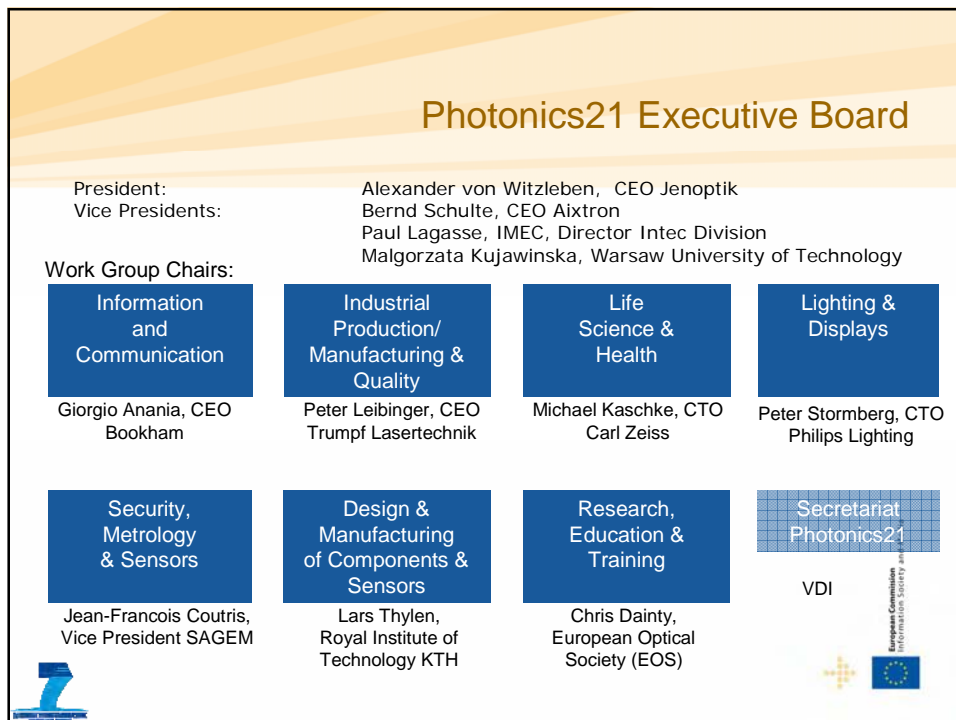 Photonics21 Executive Board
President: Alexander von Witzleben, CEO Jenoptik
Vice Presidents: Bernd Schulte, CEO Aixtron
Paul Lagasse, IMEC, Director Intec Division
Malgorzata Kujawinska, Warsaw University of Technology
Work Group Chairs:
Information
and
Communication
Giorgio Anania, CEO
Bookham
Industrial
Production/
Manufacturing &
Quality
Peter Leibinger, CEO
Trumpf Lasertechnik
Life
Science &
Health
Michael Kaschke, CTO
Carl Zeiss
Lighting &
Displays
Peter Stormberg, CTO
Philips Lighting
Security,
Metrology
& Sensors
Jean-Francois Coutris,
Vice President SAGEM
Design &
Manufacturing
of Components &
Sensors
Lars Thylen,
Royal Institute of
Technology KTH
Research,
Education &
Training
Chris Dainty,
European Optical
Society (EOS)
Secretariat
Photonics21
VDI
European Commission
Information Society and
7